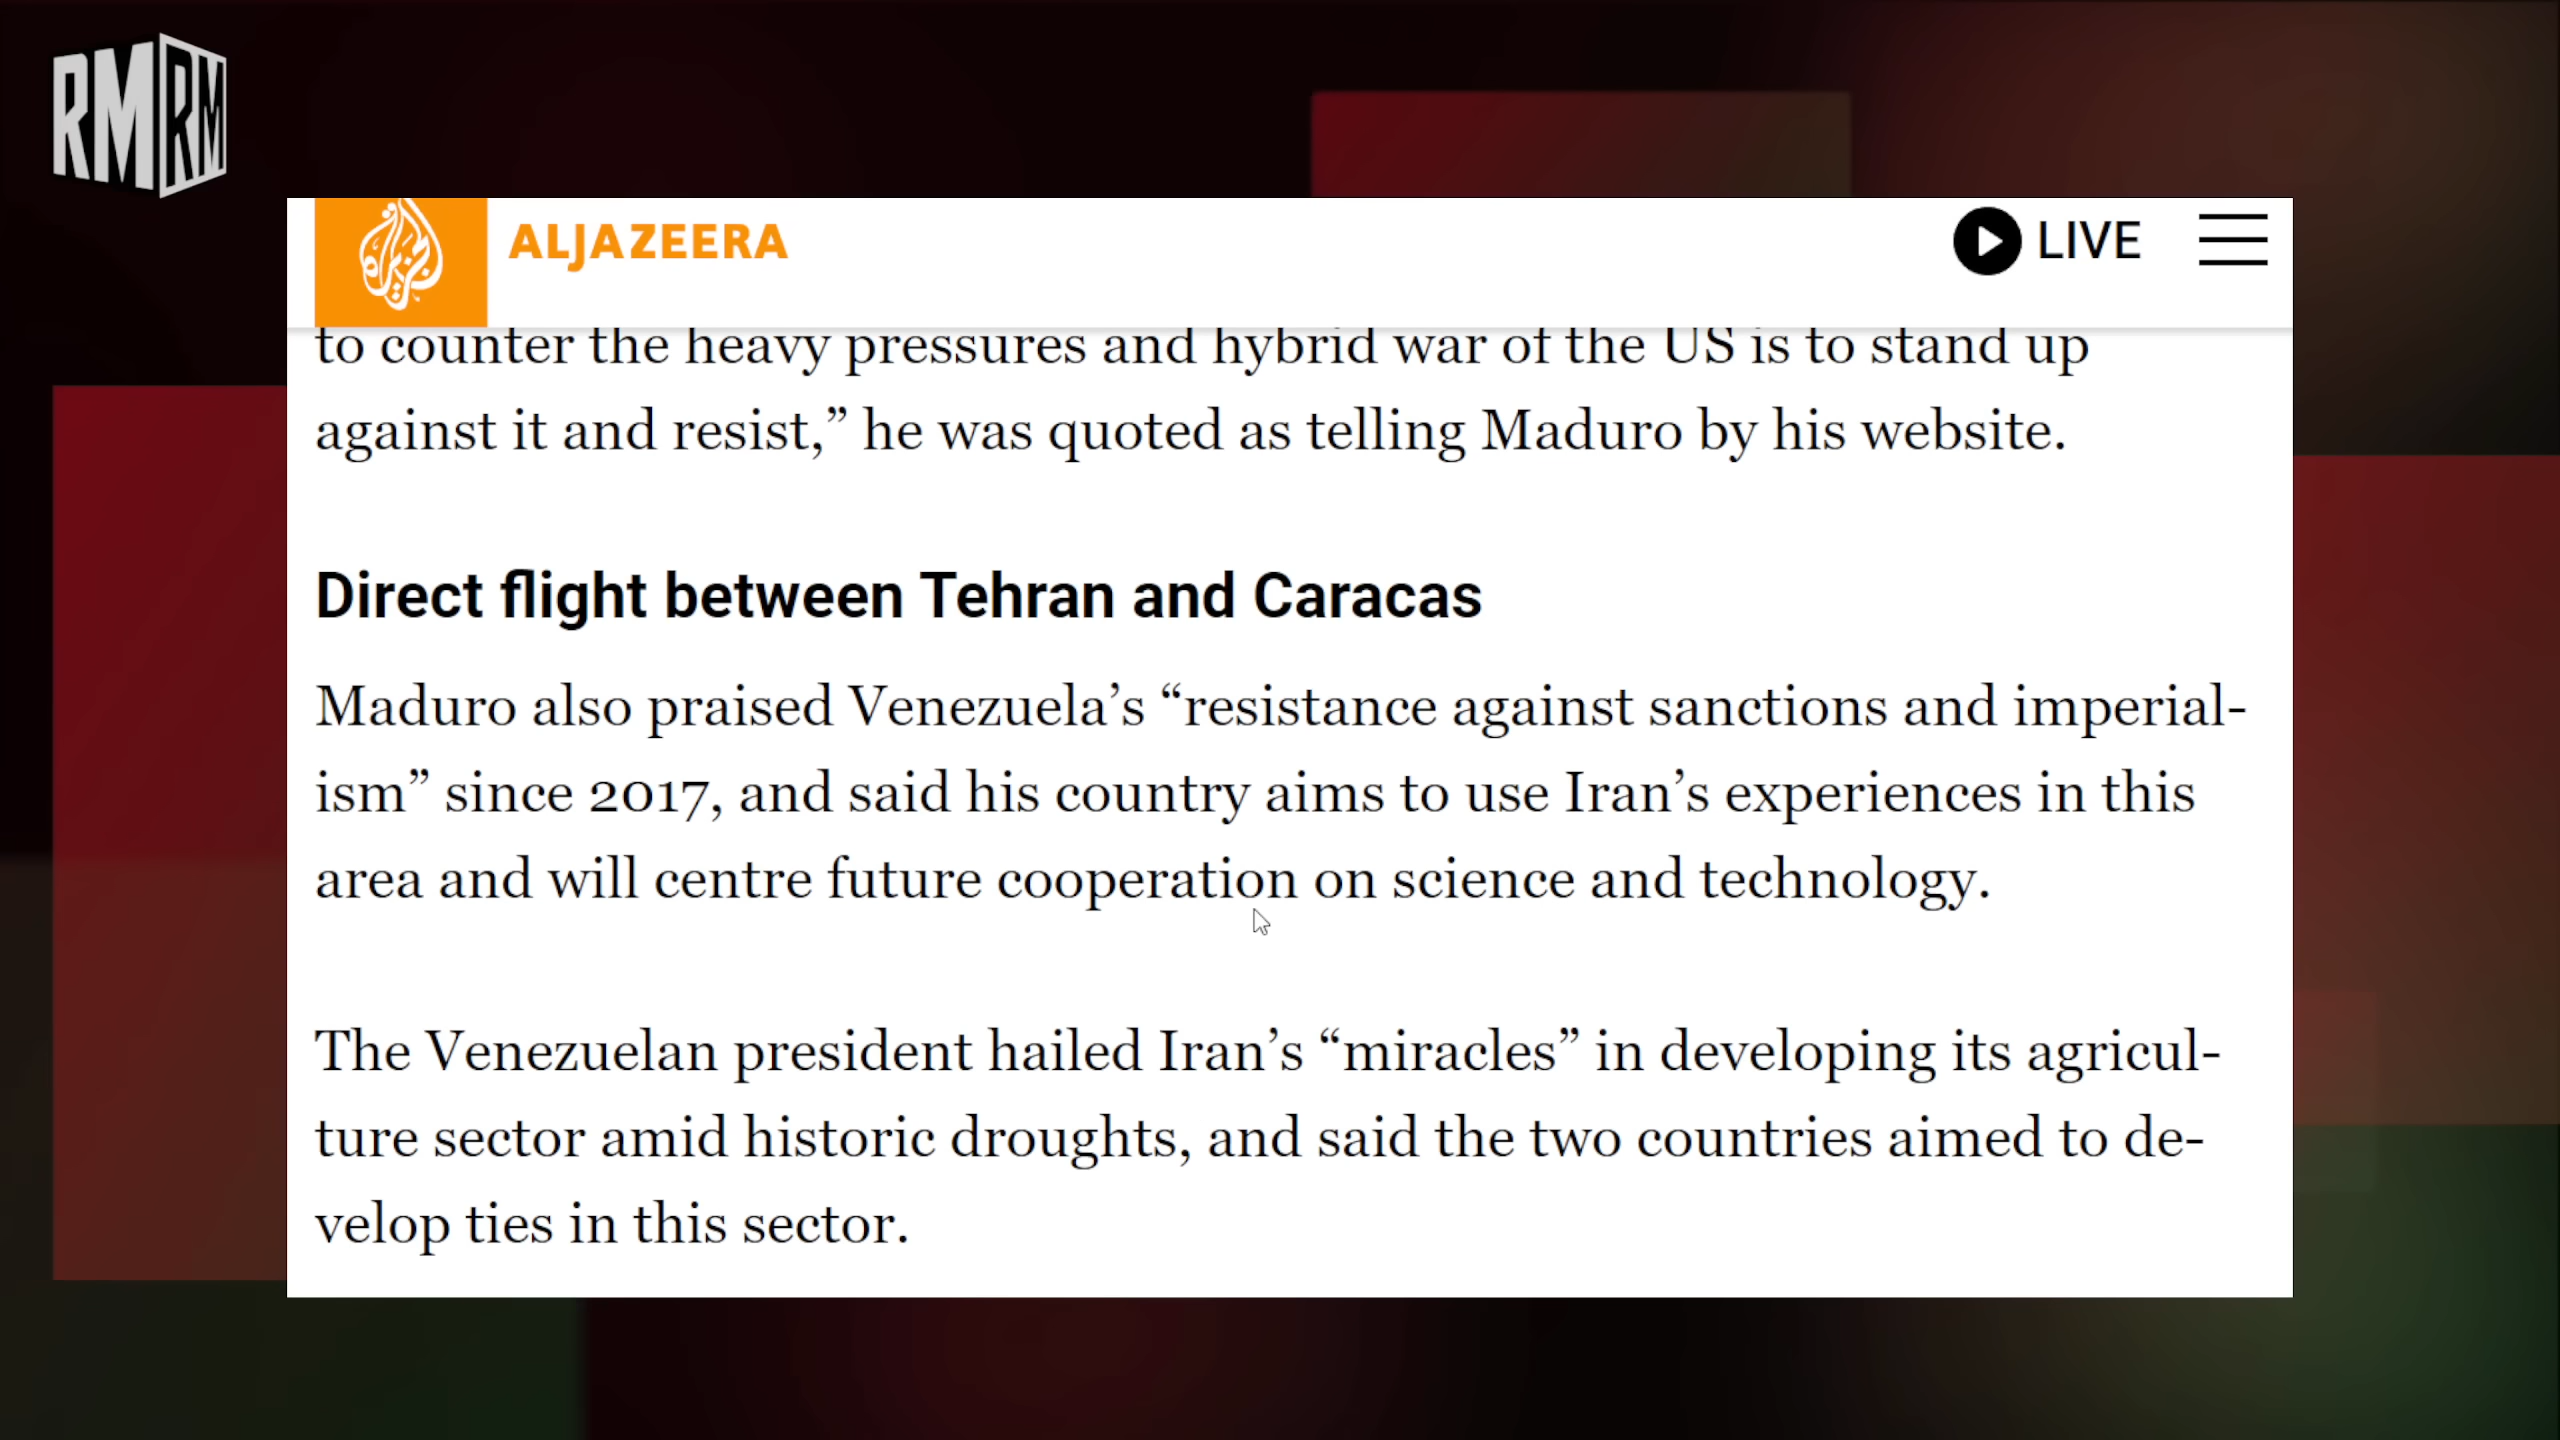 RM RM
ALJAZEERA
LIVE
to counter the heavy pressures and hybrid war of the US is to stand up
against it and resist,” he was quoted as telling Maduro by his website.
Direct flight between Tehran and Caracas
Maduro also praised Venezuela’s “resistance against sanctions and imperial-
ism” since 2017, and said his country aims to use Iran’s experiences in this
area and will centre future cooperation on science and technology.
The Venezuelan president hailed Iran’s “miracles” in developing its agricul-
ture sector amid historic droughts, and said the two countries aimed to de-
velop ties in this sector.